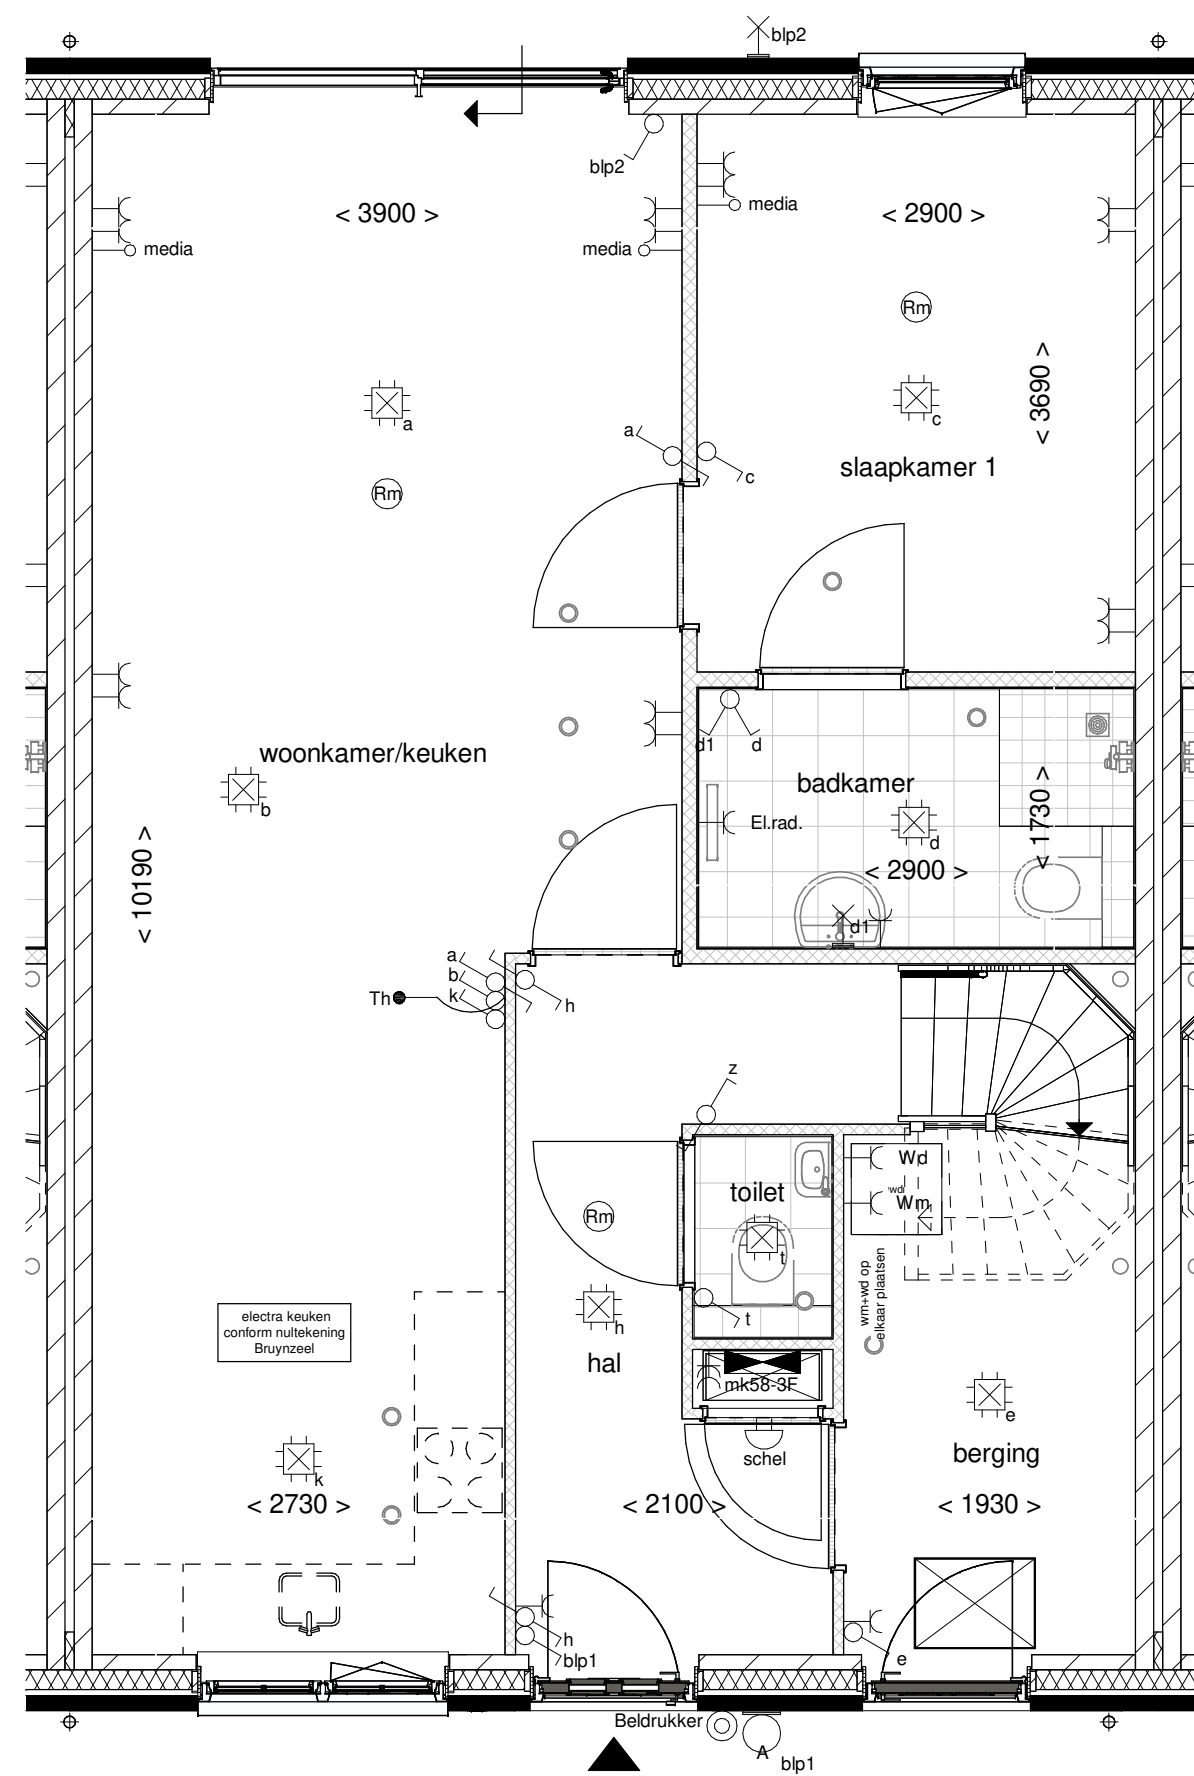 blp2
blp2
< 3900 >
< 2900 >
media
media
media
Rm
a
c
< 3690 >
a
c
slaapkamer 1
Rm
woonkamer/keuken
b
< 10190 >
d1
d
badkamer
< 1730 >
El.rad.
d
< 2900 >
d1
a
b
k
Th
h
z
Wd
wd
Wm
toilet
Rm
t
wm+wd op
elkaar plaatsen
electra keuken
conform nultekening
Bruynzeel
h
t
hal
mk58-3F
e
schel
berging
k
< 2730 >
< 2100 >
< 1930 >
h
blp1
e
Beldrukker
A
blp1